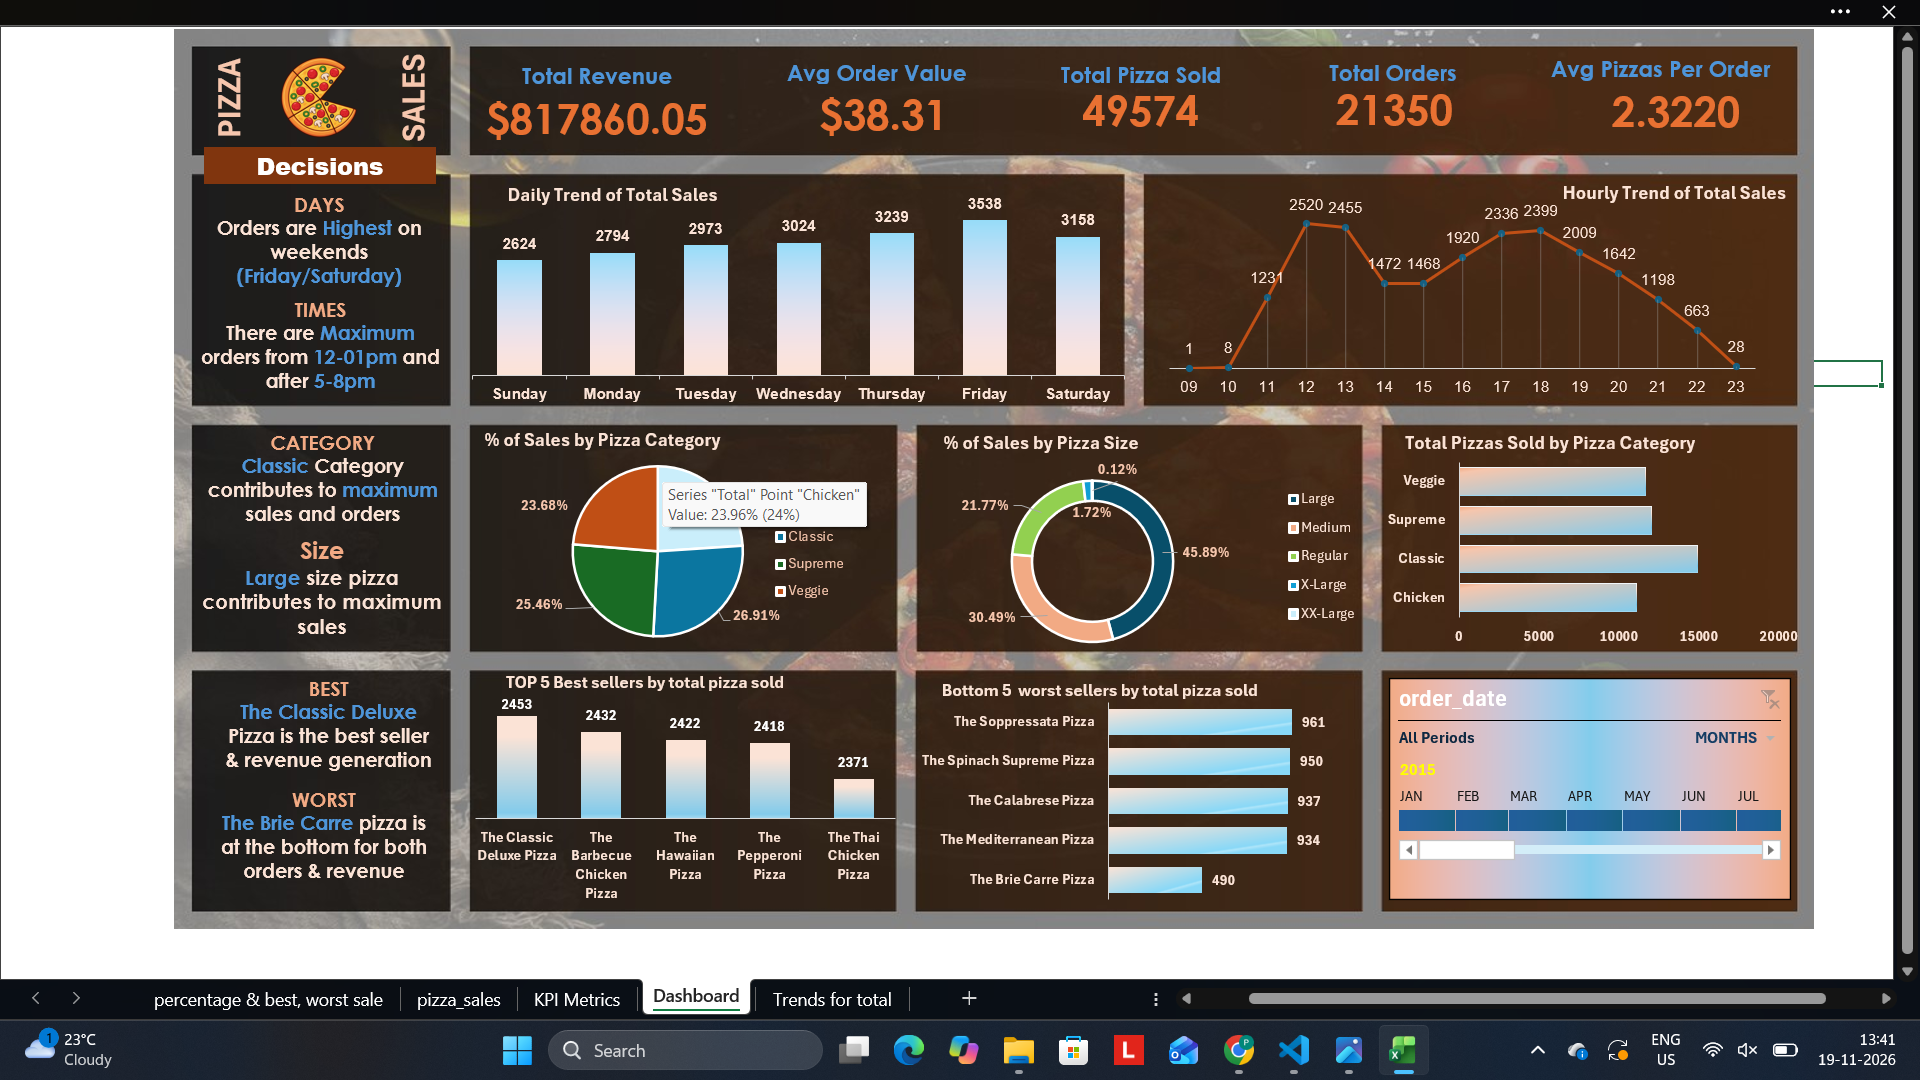 PIZZA
SALES
Total Revenue
$817860.05
Avg Order Value
$38.31
Total Pizza Sold
49574
Total Orders
21350
Avg Pizzas Per Order
2.3220
Decisions
DAYS
Orders are Highest on
weekends
(Friday/Saturday)
TIMES
There are Maximum
orders from 12-01pm and
after 5-8pm
Daily Trend of Total Sales
2624
2794
2973
3024
3239
3538
3158
Sunday
Monday
Tuesday
Wednesday
Thursday
Friday
Saturday
Hourly Trend of Total Sales
1
8
1231
2520
2455
1472
1468
1920
2336
2399
2009
1642
1198
663
28
09
10
11
12
13
14
15
16
17
18
19
20
21
22
23
CATEGORY
Classic Category
contributes to maximum
sales and orders
Size
Large size pizza
contributes to maximum
sales
% of Sales by Pizza Category
23.68%
25.46%
26.91%
Series "Total" Point "Chicken"
Value: 23.96% (24%)
Classic
Supreme
Veggie
% of Sales by Pizza Size
0.12%
1.72%
21.77%
45.89%
30.49%
Large
Medium
Regular
X-Large
XX-Large
Total Pizzas Sold by Pizza Category
Veggie
Supreme
Classic
Chicken
0
5000
10000
15000
20000
BEST
The Classic Deluxe
Pizza is the best seller
& revenue generation
WORST
The Brie Carre pizza is
at the bottom for both
orders & revenue
TOP 5 Best sellers by total pizza sold
2453
2432
2422
2418
2371
The Classic
Deluxe Pizza
The
Barbecue
Chicken
Pizza
The
Hawaiian
Pizza
The
Pepperoni
Pizza
The Thai
Chicken
Pizza
Bottom 5 worst sellers by total pizza sold
The Soppressata Pizza
961
The Spinach Supreme Pizza
950
The Calabrese Pizza
937
The Mediterranean Pizza
934
The Brie Carre Pizza
490
order_date
All Periods
MONTHS
2015
JAN
FEB
MAR
APR
MAY
JUN
JUL
percentage & best, worst sale
pizza_sales
KPI Metrics
Dashboard
Trends for total
1
23°C
Cloudy
Search
L
ENG
US
13:41
19-11-2026